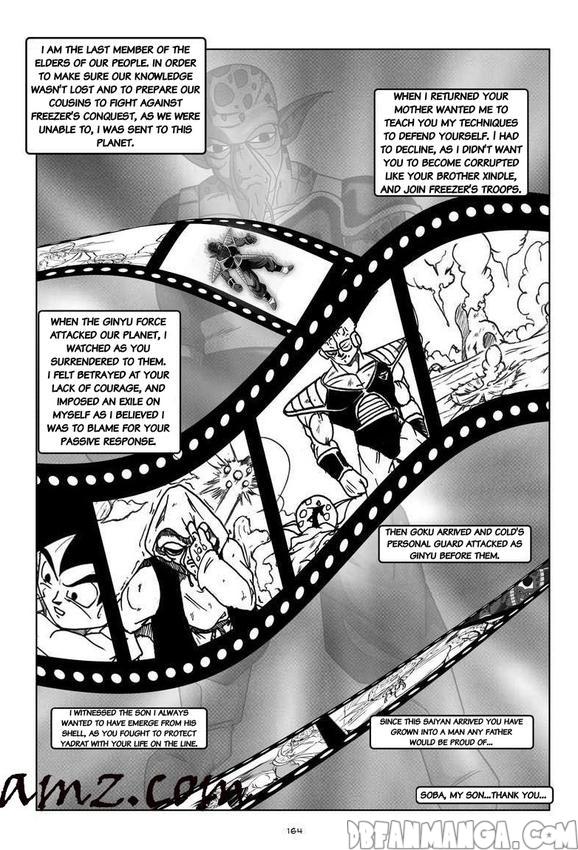 I AM THE LAST MEMBER OF THE
ELDERS OF OUR PEOPLE. IN ORDER
TO MAKE SURE OUR KNOWLEDGE
WASN'T LOST AND TO PREPARE OUR
COUSINS TO FIGHT AGAINST
FREEZER'S CONQUEST, AS WE WERE
UNABLE TO, I WAS SENT TO THIS
PLANET.
WHEN I RETURNED YOUR
MOTHER WANTED ME TO
TEACH YOU MY TECHNIQUES
TO DEFEND YOURSELF. I HAD
TO DECLINE, AS I DIDN'T WANT
YOU TO BECOME CORRUPTED
LIKE YOUR BROTHER XINDLE,
AND JOIN FREEZER'S TROOPS.
WHEN THE GINYU FORCE
ATTACKED OUR PLANET, I
WATCHED AS YOU
SURRENDERED TO THEM.
I FELT BETRAYED AT YOUR
LACK OF COURAGE, AND
IMPOSED AN EXILE ON
MYSELF AS I BELIEVED I
WAS TO BLAME FOR YOUR
PASSIVE RESPONSE.
THEN GOKU ARRIVED AND COLD'S
PERSONAL GUARD ATTACKED AS
GINYU BEFORE THEM.
I WITNESSED THE SON I ALWAYS
WANTED TO HAVE EMERGE FROM HIS
SHELL, AS YOU FOUGHT TO PROTECT
YADRAT WITH YOUR LIFE ON THE LINE.
SINCE THIS SAIYAN ARRIVED YOU HAVE
GROWN INTO A MAN ANY FATHER
WOULD BE PROUD OF...
SOBA, MY SON...THANK YOU...
amz.com
164
DBFANMANGA.COM